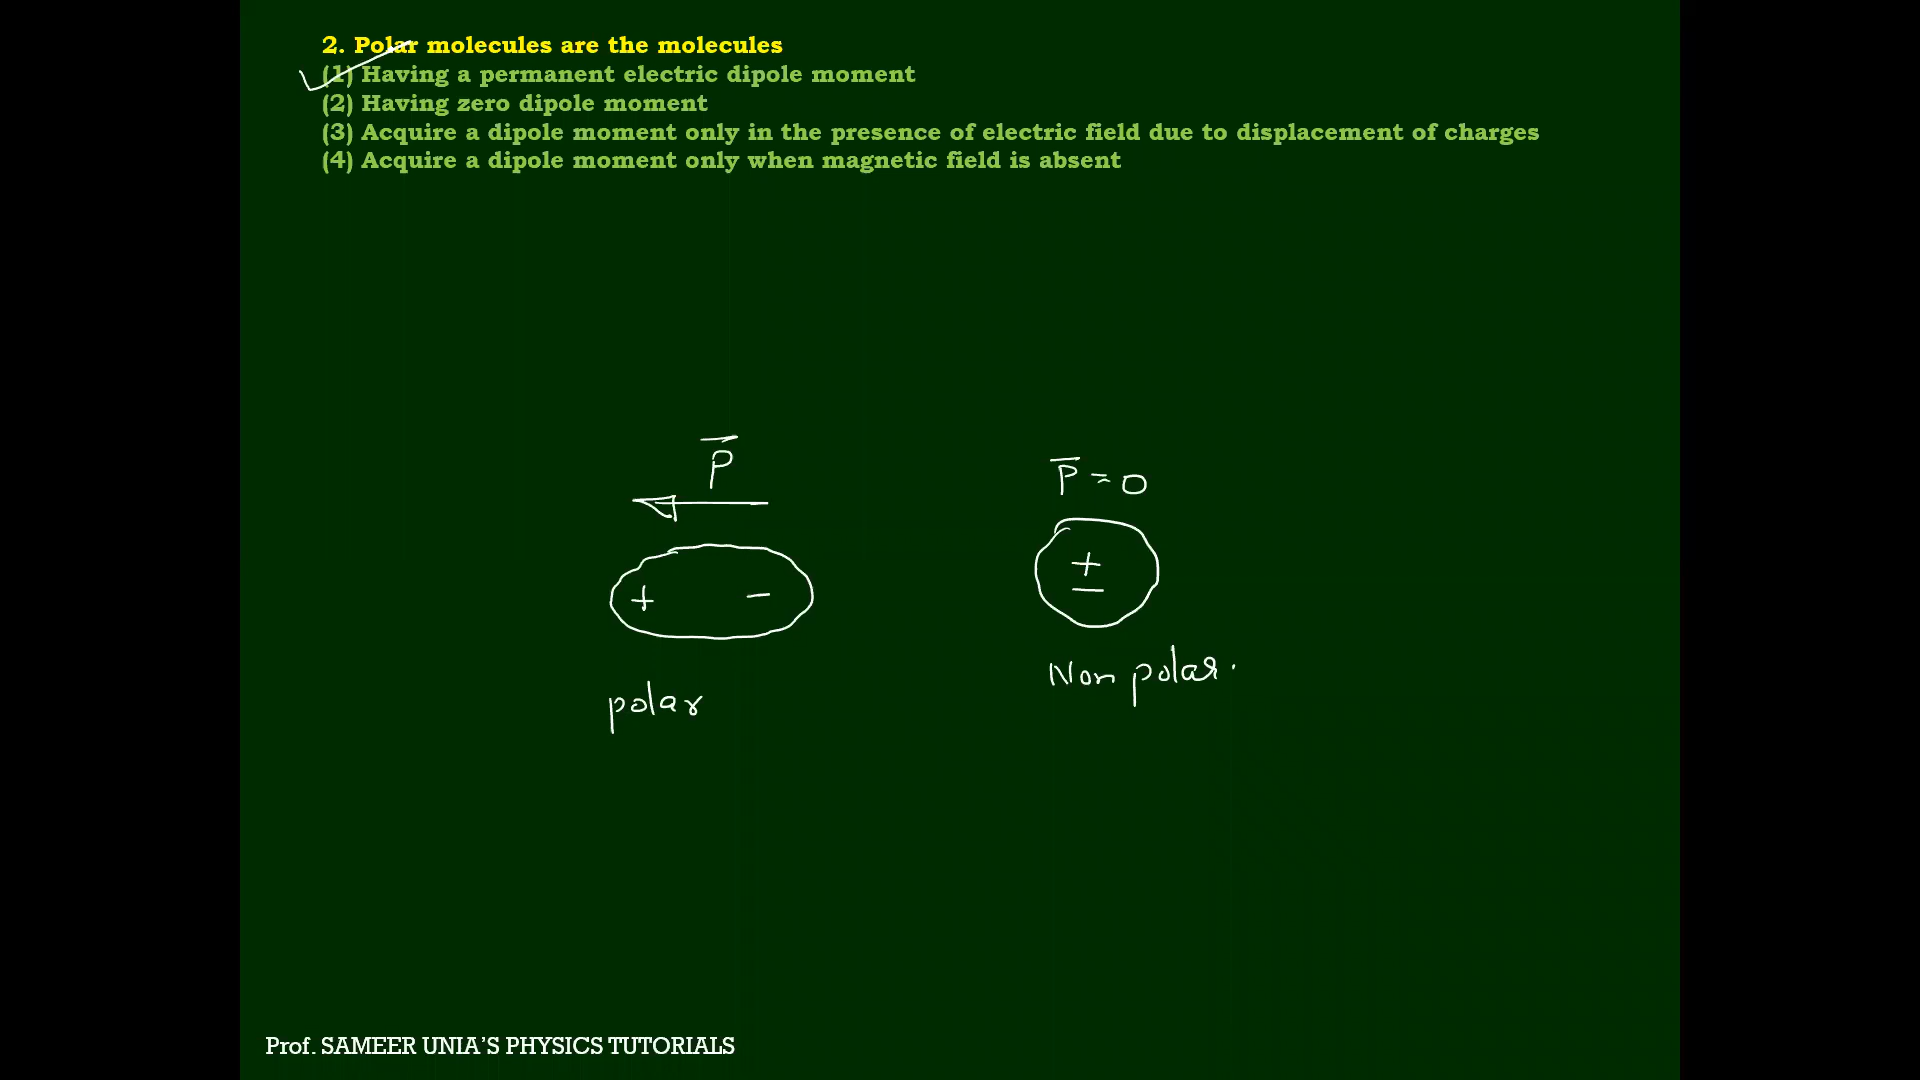 2. Polar molecules are the molecules
(1) Having a permanent electric dipole moment
(2) Having zero dipole moment
(3) Acquire a dipole moment only in the presence of electric field due to displacement of charges
(4) Acquire a dipole moment only when magnetic field is absent
P
P = 0
+
+ -
-
Non polar.
polar
Prof. SAMEER UNIA'S PHYSICS TUTORIALS